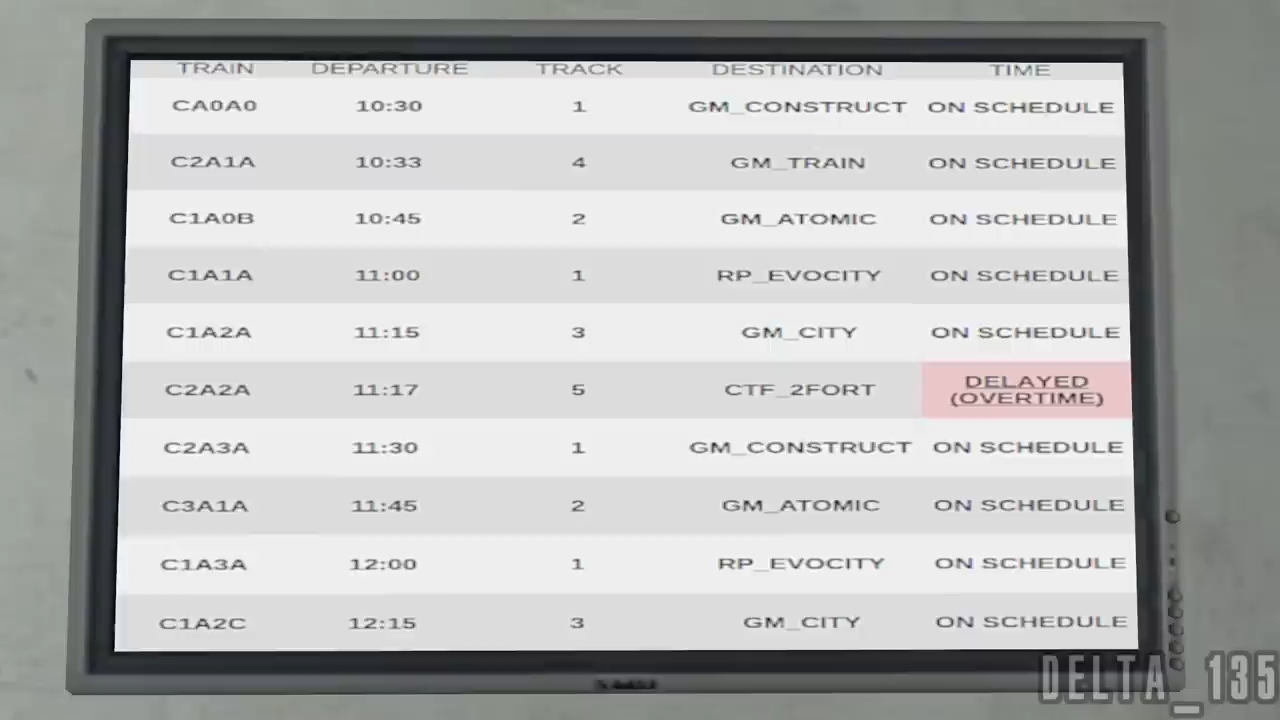 TRAIN DEPARTURE TRACK DESTINATION TIME
CA0A0 10:30 1 GM_CONSTRUCT ON SCHEDULE
C2A1A 10:33 4 GM_TRAIN ON SCHEDULE
C1A0B 10:45 2 GM_ATOMIC ON SCHEDULE
C1A1A 11:00 1 RP_EVOCITY ON SCHEDULE
C1A2A 11:15 3 GM_CITY ON SCHEDULE
C2A2A 11:17 5 CTF_2FORT DELAYED
(OVERTIME)
C2A3A 11:30 1 GM_CONSTRUCT ON SCHEDULE
C3A1A 11:45 2 GM_ATOMIC ON SCHEDULE
C1A3A 12:00 1 RP_EVOCITY ON SCHEDULE
C1A2C 12:15 3 GM_CITY ON SCHEDULE
DELTA_135